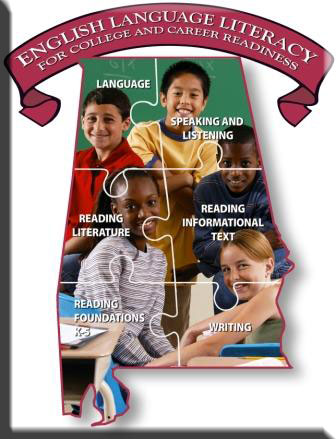 ENGLISH LANGUAGE LITERACY
FOR COLLEGE AND CAREER READINESS
LANGUAGE
SPEAKING AND
LISTENING
READING
LITERATURE
READING
INFORMATIONAL
TEXT
READING
FOUNDATIONS
K-5
WRITING